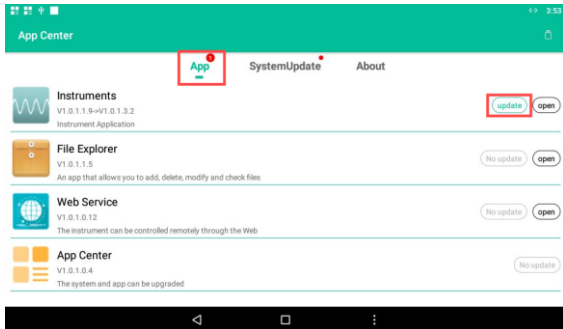 3:53
App Center
App
1
SystemUpdate
About
Instruments
V1.0.1.1.9->V1.0.1.3.2
Instrument Application
update
open
File Explorer
V1.0.1.1.5
An app that allows you to add, delete, modify and check files
No update
open
Web Service
V1.0.1.0.12
The instrument can be controlled remotely through the Web
No update
open
App Center
V1.0.1.0.4
The system and app can be upgraded
No update